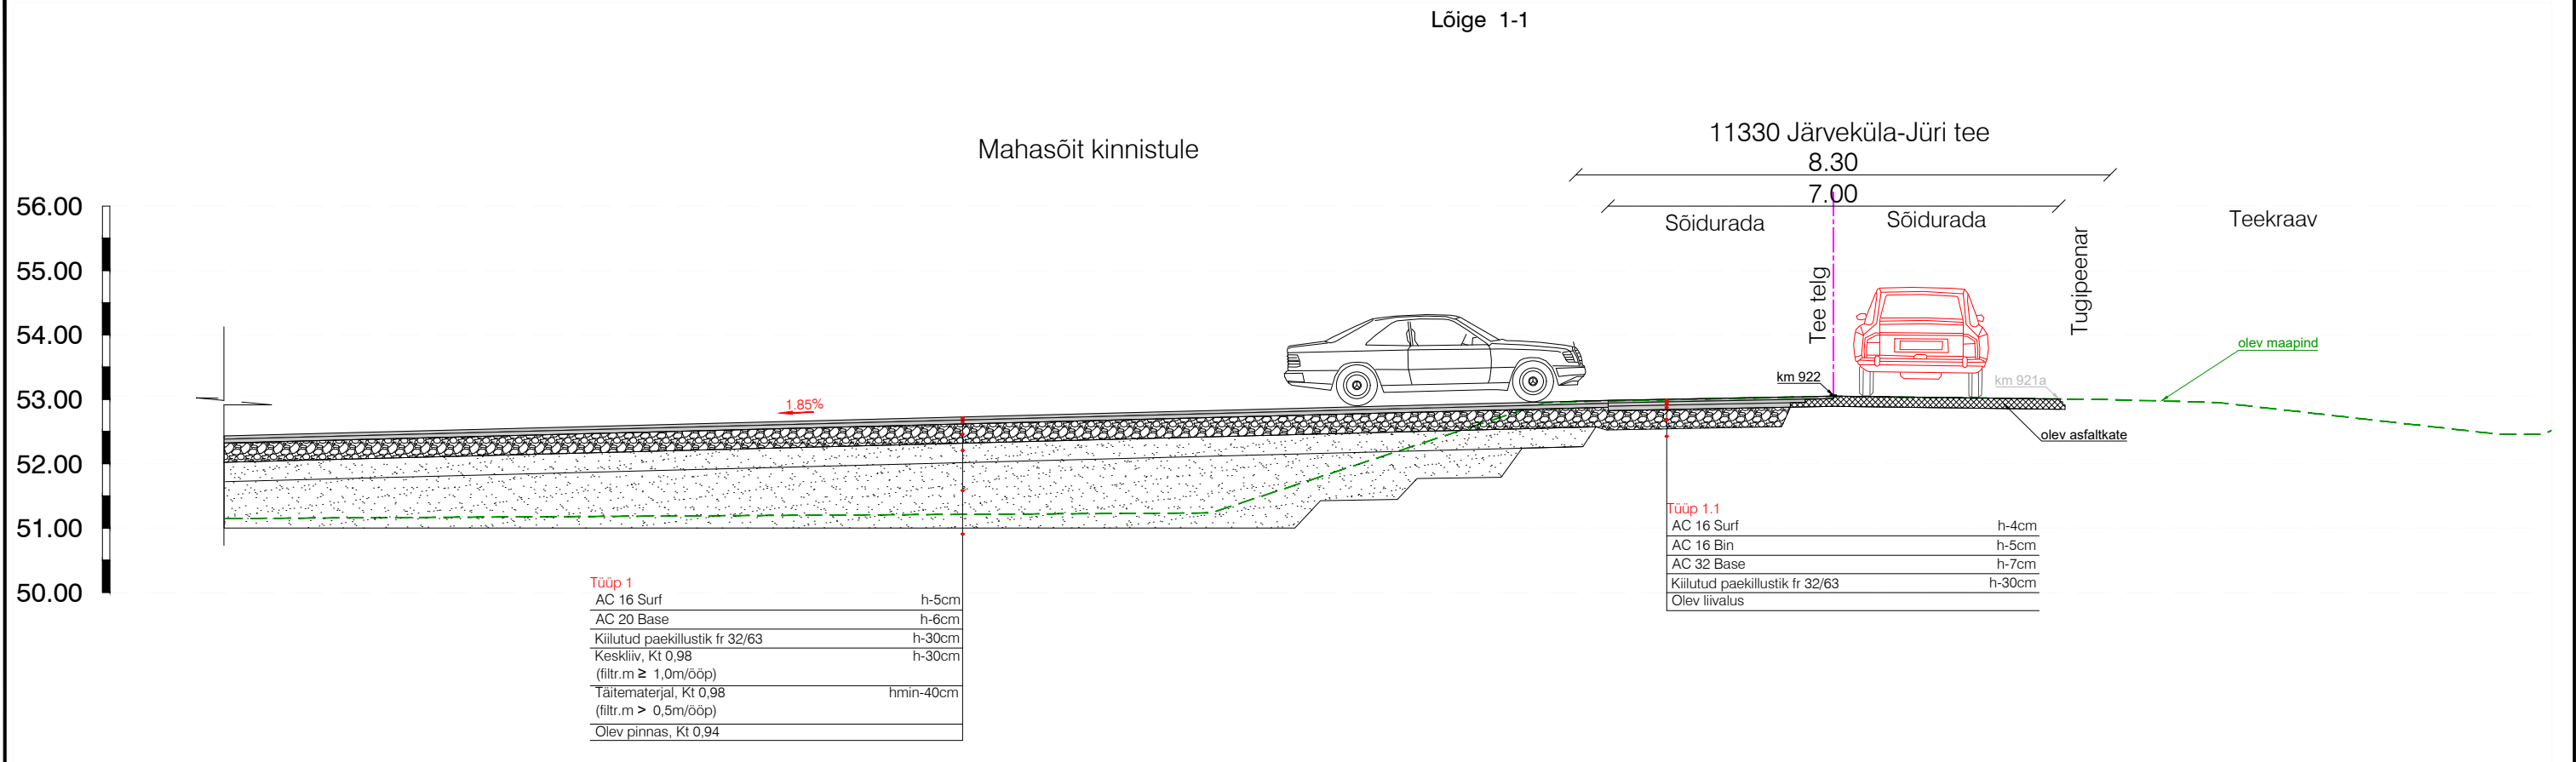 Lõige 1-1
11330 Järveküla-Jüri tee
Mahasõit kinnistule
8.30
7.00
Sõidurada
Sõidurada
Teekraav
Tugipeenar
Tee telg
56.00
55.00
54.00
53.00
52.00
51.00
50.00
olev maapind
km 922
km 921a
1.85%
olev asfaltkate
Tüüp 1.1
AC 16 Surf h-4cm
AC 16 Bin h-5cm
AC 32 Base h-7cm
Kiilutud paekillustik fr 32/63 h-30cm
Olev liivalus
Tüüp 1
AC 16 Surf h-5cm
AC 20 Base h-6cm
Kiilutud paekillustik fr 32/63 h-30cm
Keskliiv, Kt 0,98 h-30cm
(filtr.m ≥ 1,0m/ööp)
Täitematerjal, Kt 0,98 hmin-40cm
(filtr.m > 0,5m/ööp)
Olev pinnas, Kt 0,94